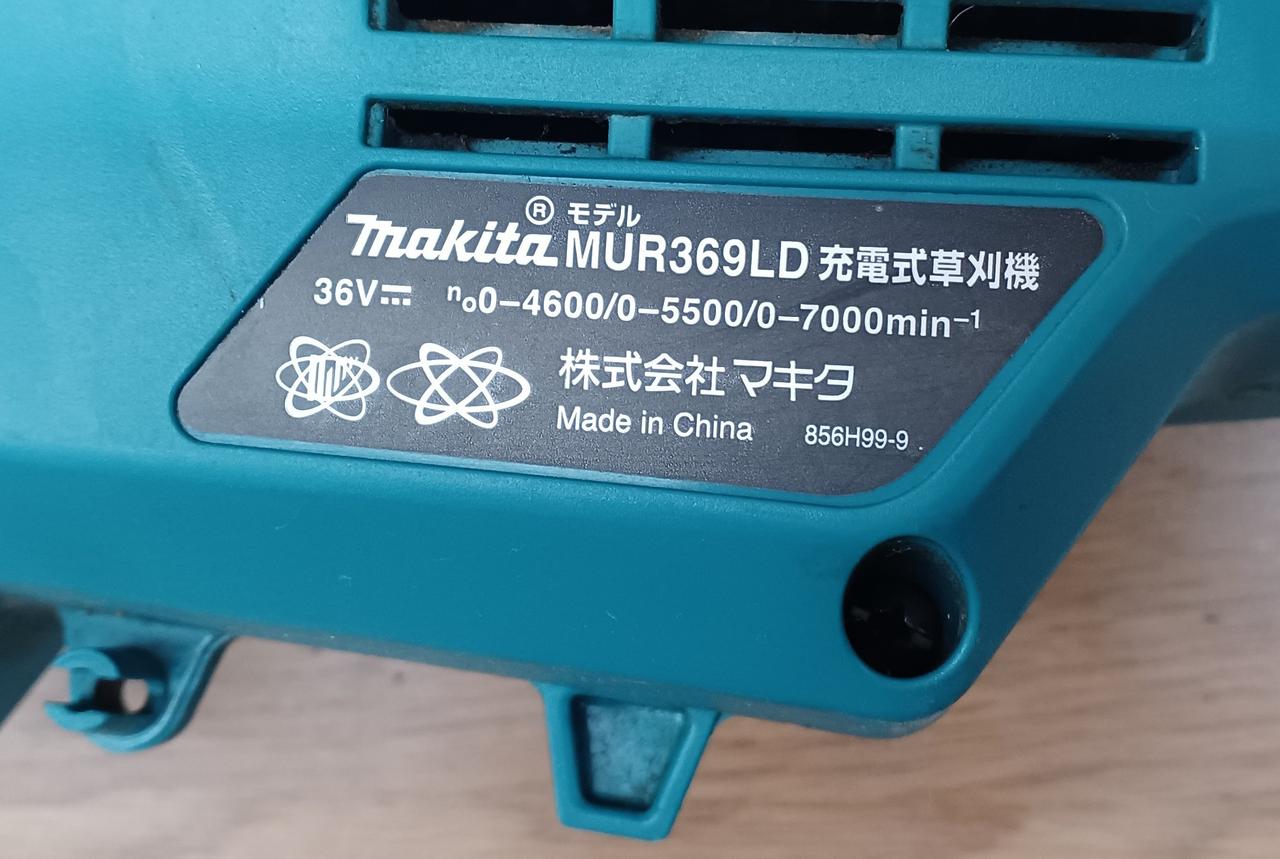 makita® モデル MUR369LD 充電式草刈機
36V⎓ n₀0–4600/0–5500/0–7000min⁻¹
株式会社マキタ
Made in China 856H99-9